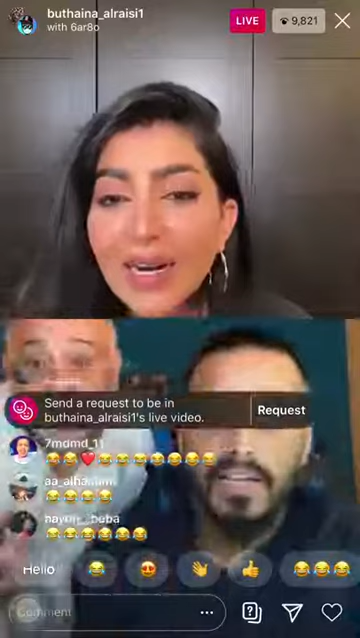 buthaina_alraisi1
with 6ar8o
LIVE
9,821
Send a request to be in
buthaina_alraisi1's live video.
Request
7mdmd_11
😂😂❤️😂😂😂😂😂😂😂
😂😂😂😂
😂😂😂😂😂😂
Hello 😂 😍 👋 👍 😂😂😂
Comment